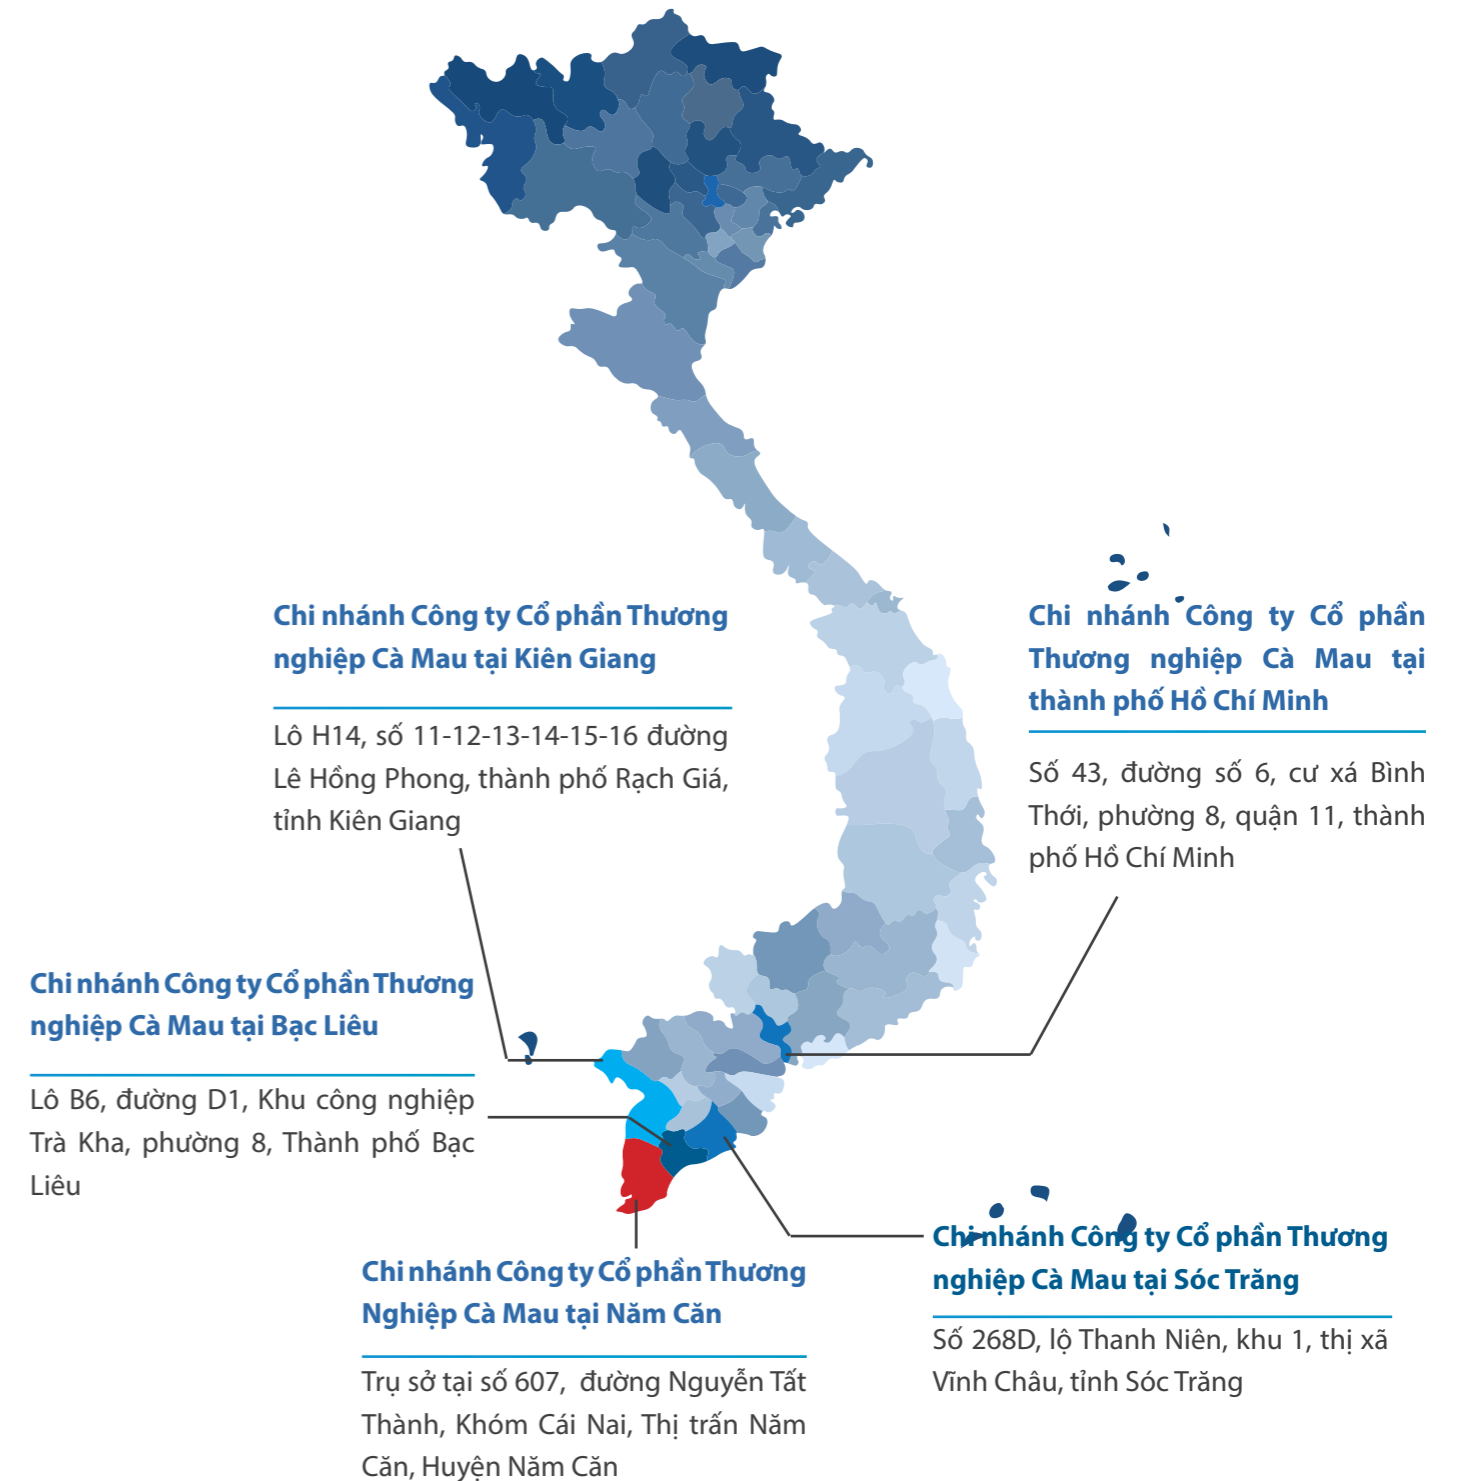 Chi nhánh Công ty Cổ phần Thương
nghiệp Cà Mau tại Kiên Giang
Lô H14, số 11-12-13-14-15-16 đường
Lê Hồng Phong, thành phố Rạch Giá,
tỉnh Kiên Giang
Chi nhánh Công ty Cổ phần
Thương nghiệp Cà Mau tại
thành phố Hồ Chí Minh
Số 43, đường số 6, cư xá Bình
Thới, phường 8, quận 11, thành
phố Hồ Chí Minh
Chi nhánh Công ty Cổ phần Thương
nghiệp Cà Mau tại Bạc Liêu
Lô B6, đường D1, Khu công nghiệp
Trà Kha, phường 8, Thành phố Bạc
Liêu
Chi nhánh Công ty Cổ phần Thương
nghiệp Cà Mau tại Sóc Trăng
Số 268D, lộ Thanh Niên, khu 1, thị xã
Vĩnh Châu, tỉnh Sóc Trăng
Chi nhánh Công ty Cổ phần Thương
Nghiệp Cà Mau tại Năm Căn
Trụ sở tại số 607, đường Nguyễn Tất
Thành, Khóm Cái Nai, Thị trấn Năm
Căn, Huyện Năm Căn